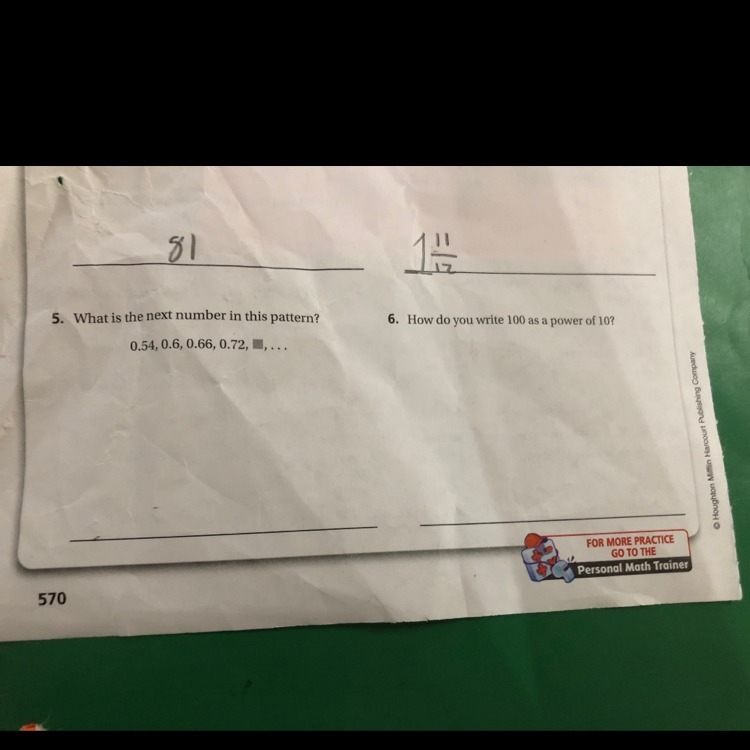 81
1 11/12
5. What is the next number in this pattern?
0.54, 0.6, 0.66, 0.72, ■, . . .
6. How do you write 100 as a power of 10?
© Houghton Mifflin Harcourt Publishing Company
FOR MORE PRACTICE
GO TO THE
Personal Math Trainer
570